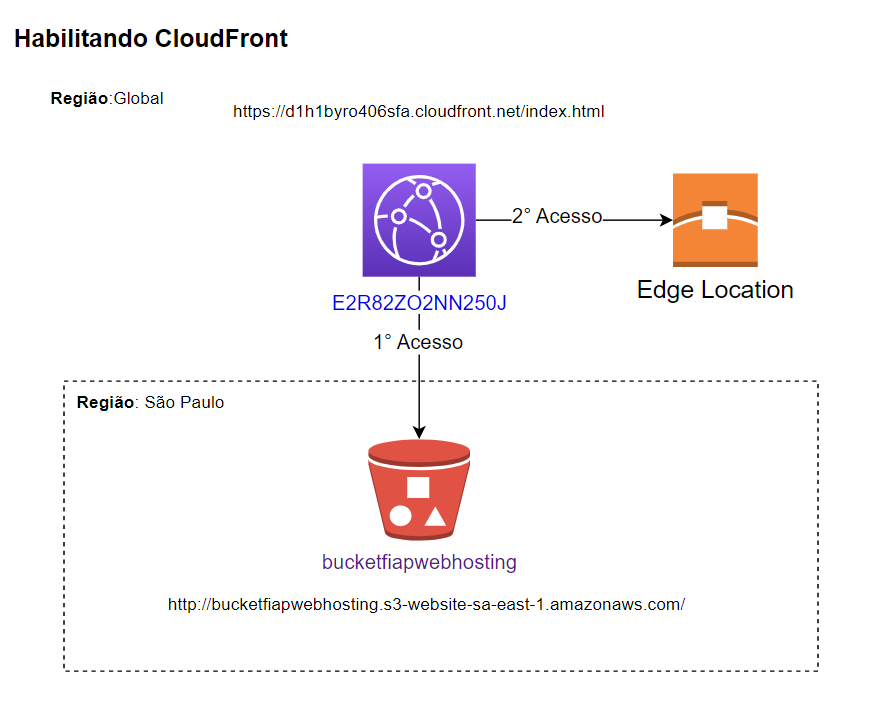 Habilitando CloudFront
Região:Global
https://d1h1byro406sfa.cloudfront.net/index.html
2° Acesso
Edge Location
E2R82ZO2NN250J
1° Acesso
Região: São Paulo
bucketfiapwebhosting
http://bucketfiapwebhosting.s3-website-sa-east-1.amazonaws.com/